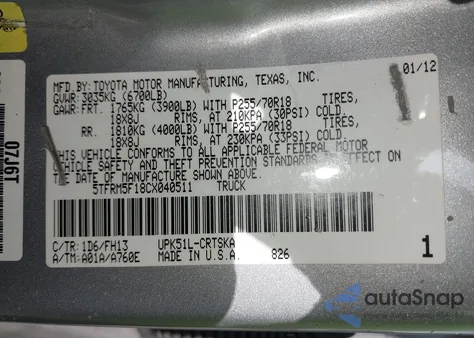 01/12
MFD. BY: TOYOTA MOTOR MANUFACTURING, TEXAS, INC.
GVWR: 3035KG (6700LB)
GAWR: FRT. 1765KG (3900LB) WITH P255/70R18 TIRES,
18X8J RIMS, AT 210KPA (30PSI) COLD.
RR. 1810KG (4000LB) WITH P255/70R18 TIRES,
18X8J RIMS, AT 230KPA (33PSI) COLD.
THIS VEHICLE CONFORMS TO ALL APPLICABLE FEDERAL MOTOR
VEHICLE SAFETY AND THEFT PREVENTION STANDARDS IN EFFECT ON
DATE OF MANUFACTURE SHOWN ABOVE.
5TFRM5F18CX040511 TRUCK
C/TR: 1D6/FH13 UPK51L-CRTSKA
A/TM: A01A/A760E MADE IN U.S.A. 826
1
07J61
autoSnap